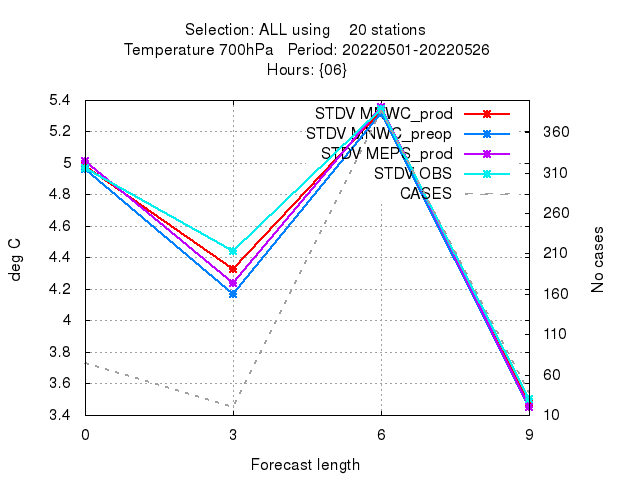 Selection: ALL using 20 stations
Temperature 700hPa Period: 20220501-20220526
Hours: {06}
STDV MNWC_prod
STDV MNWC_preop
STDV MEPS_prod
STDV OBS
CASES
5.4
5.2
5
4.8
4.6
4.4
4.2
4
3.8
3.6
3.4
deg C
360
310
260
210
160
110
60
10
No cases
0 3 6 9
Forecast length